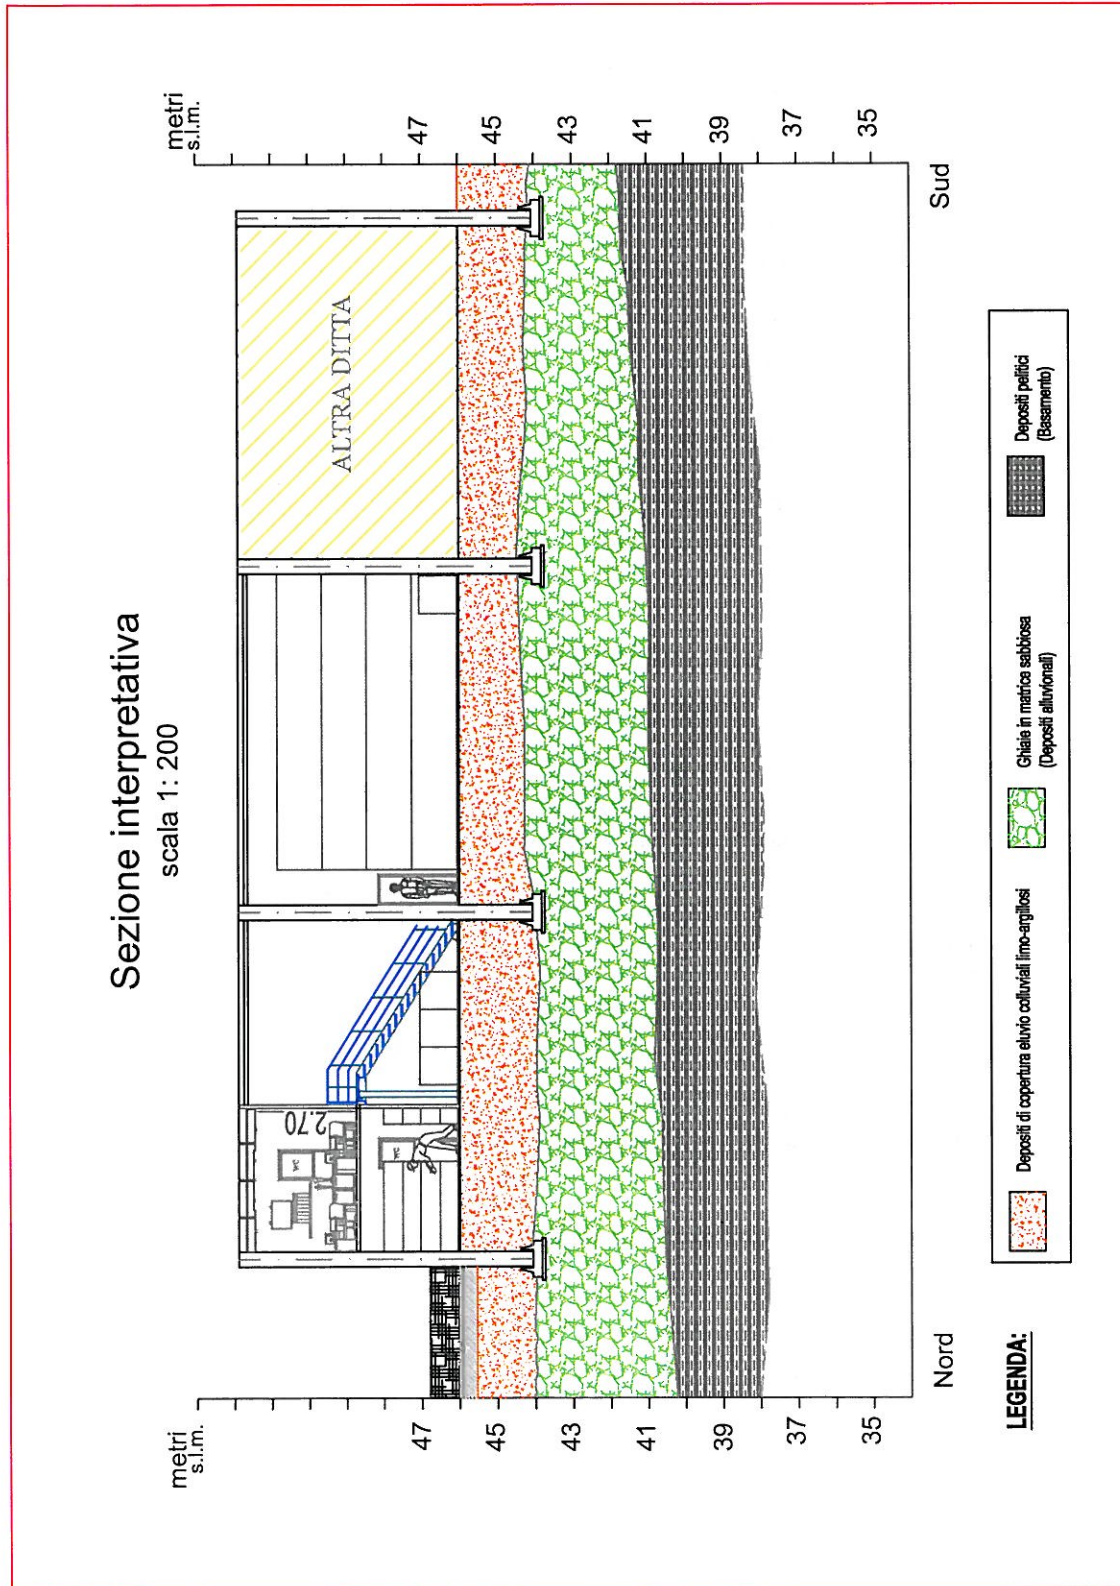 Sezione interpretativa
scala 1: 200
metri
s.l.m.
47
45
43
41
39
37
35
Nord
metri
s.l.m.
47
45
43
41
39
37
35
Sud
2.70
WC
WC
ALTRA DITTA
LEGENDA:
Depositi di copertura eluvio colluviali limo-argillosi
Ghiaie in matrice sabbiosa
(Depositi alluvionali)
Depositi pelitici
(Basamento)